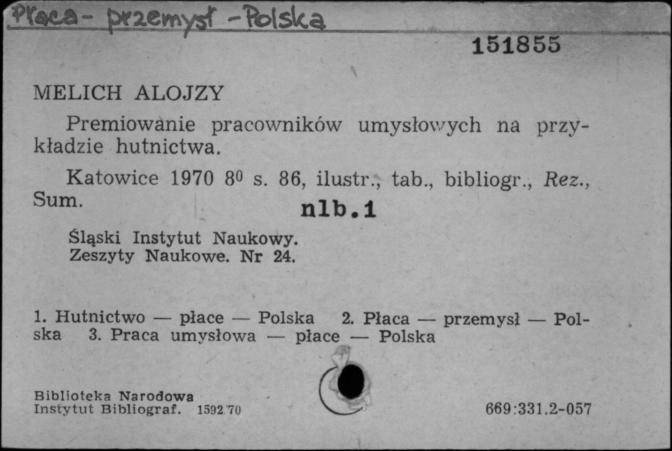 Płaca - przemysł - Polska
151855
MELICH ALOJZY
Premiowanie pracowników umysłowych na przy-
kładzie hutnictwa.
Katowice 1970 8⁰ s. 86, ilustr., tab., bibliogr., Rez.,
Sum.
nlb.1
Śląski Instytut Naukowy.
Zeszyty Naukowe. Nr 24.
1. Hutnictwo — płace — Polska 2. Płaca — przemysł — Pol-
ska 3. Praca umysłowa — płace — Polska
Biblioteka Narodowa
Instytut Bibliograf. 1592 70
669:331.2-057